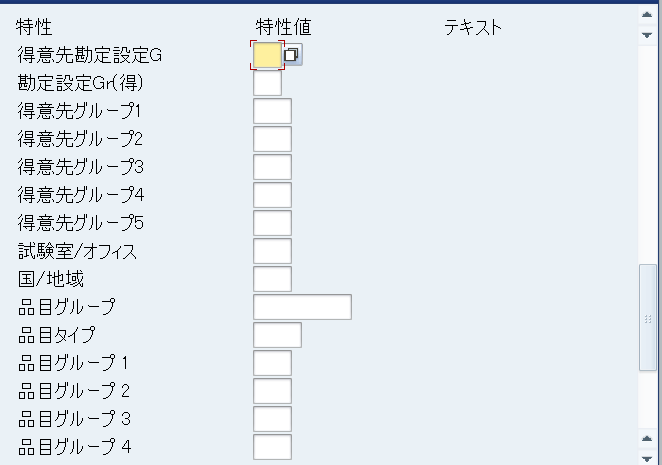 特性 特性値 テキスト
得意先勘定設定G
勘定設定Gr(得)
得意先グループ1
得意先グループ2
得意先グループ3
得意先グループ4
得意先グループ5
試験室/オフィス
国/地域
品目グループ
品目タイプ
品目グループ 1
品目グループ 2
品目グループ 3
品目グループ 4